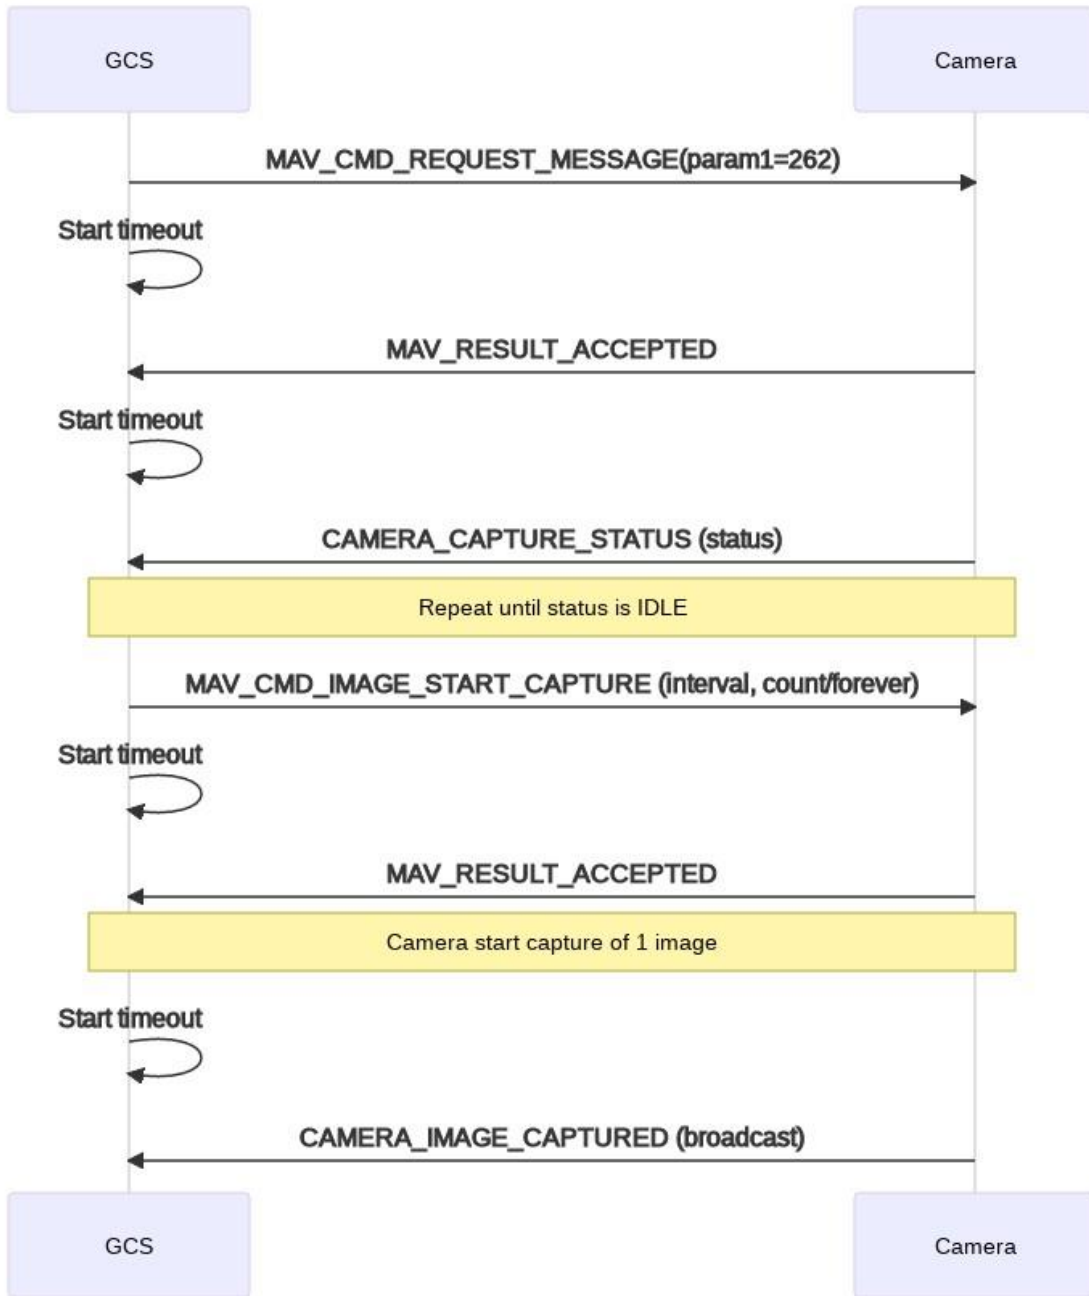 GCS
Camera
MAV_CMD_REQUEST_MESSAGE(param1=262)
Start timeout
MAV_RESULT_ACCEPTED
Start timeout
CAMERA_CAPTURE_STATUS (status)
Repeat until status is IDLE
MAV_CMD_IMAGE_START_CAPTURE (interval, count/forever)
Start timeout
MAV_RESULT_ACCEPTED
Camera start capture of 1 image
Start timeout
CAMERA_IMAGE_CAPTURED (broadcast)
GCS
Camera